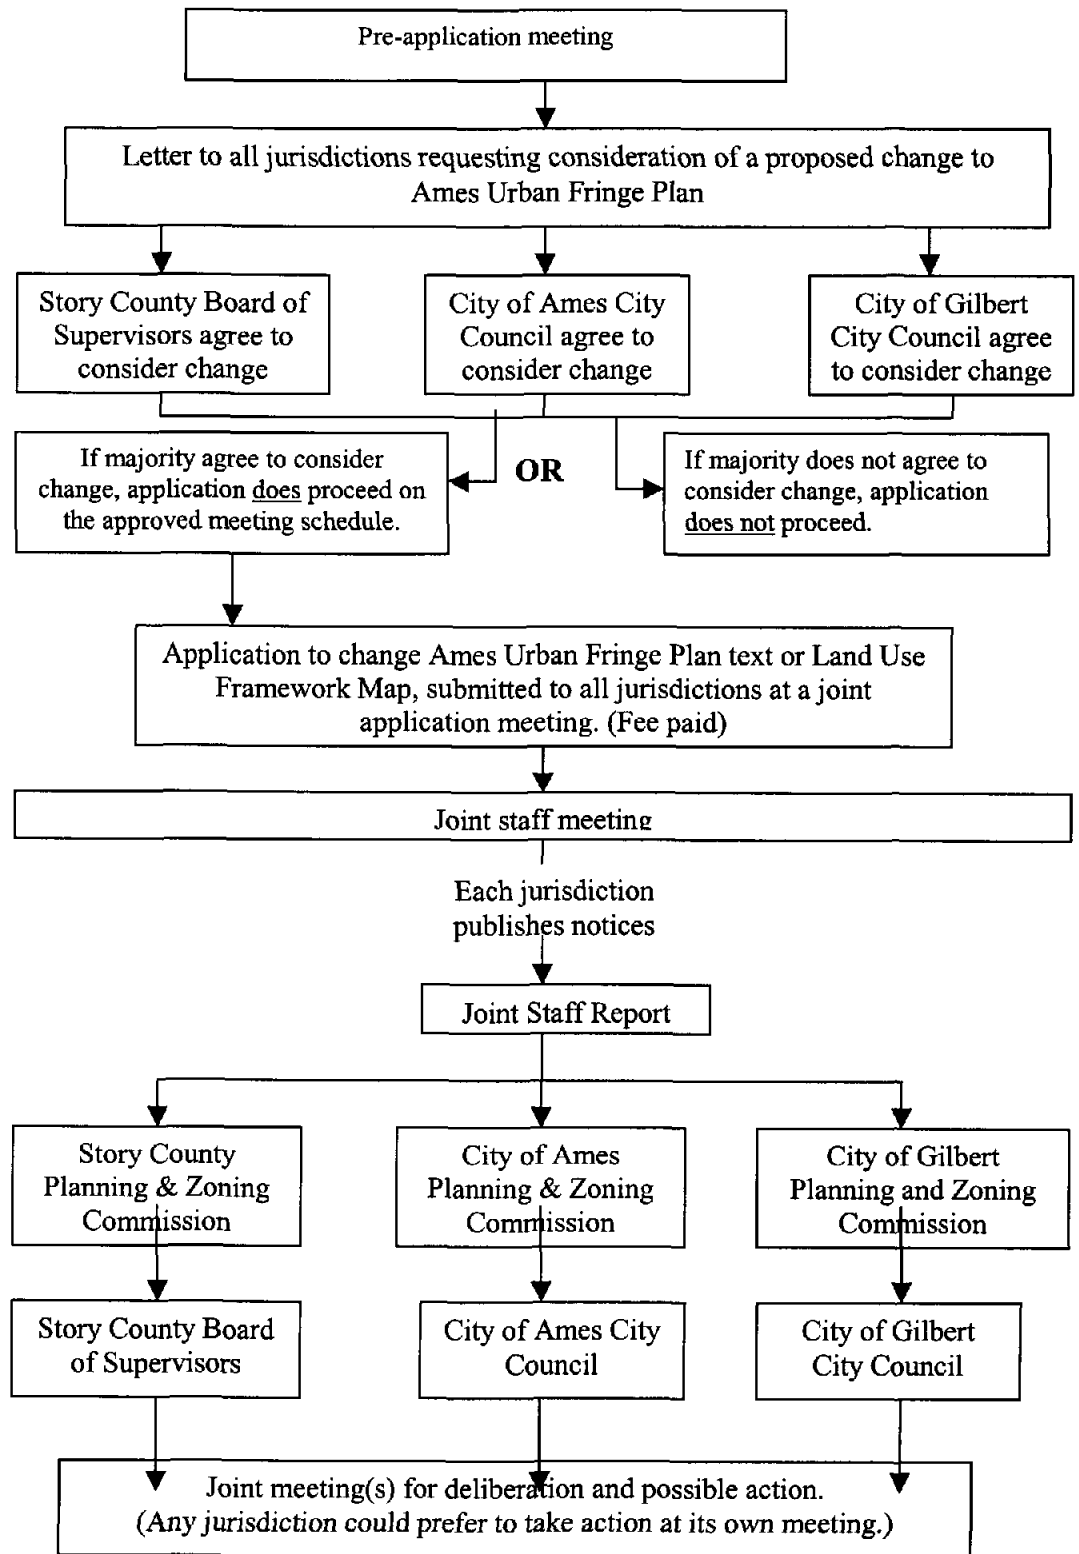 Pre-application meeting
Letter to all jurisdictions requesting consideration of a proposed change to
Ames Urban Fringe Plan
Story County Board of
Supervisors agree to
consider change
City of Ames City
Council agree to
consider change
City of Gilbert
City Council agree
to consider change
If majority agree to consider
change, application does proceed on
the approved meeting schedule.
OR
If majority does not agree to
consider change, application
does not proceed.
Application to change Ames Urban Fringe Plan text or Land Use
Framework Map, submitted to all jurisdictions at a joint
application meeting. (Fee paid)
Joint staff meeting
Each jurisdiction
publishes notices
Joint Staff Report
Story County
Planning & Zoning
Commission
City of Ames
Planning & Zoning
Commission
City of Gilbert
Planning and Zoning
Commission
Story County Board
of Supervisors
City of Ames City
Council
City of Gilbert
City Council
Joint meeting(s) for deliberation and possible action.
(Any jurisdiction could prefer to take action at its own meeting.)